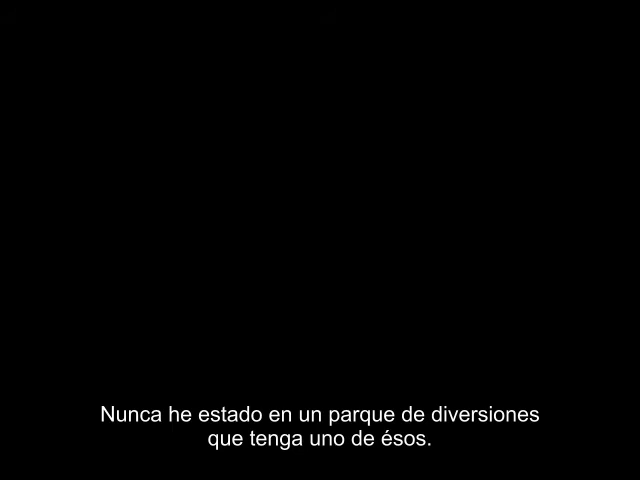 Nunca he estado en un parque de diversiones
que tenga uno de ésos.